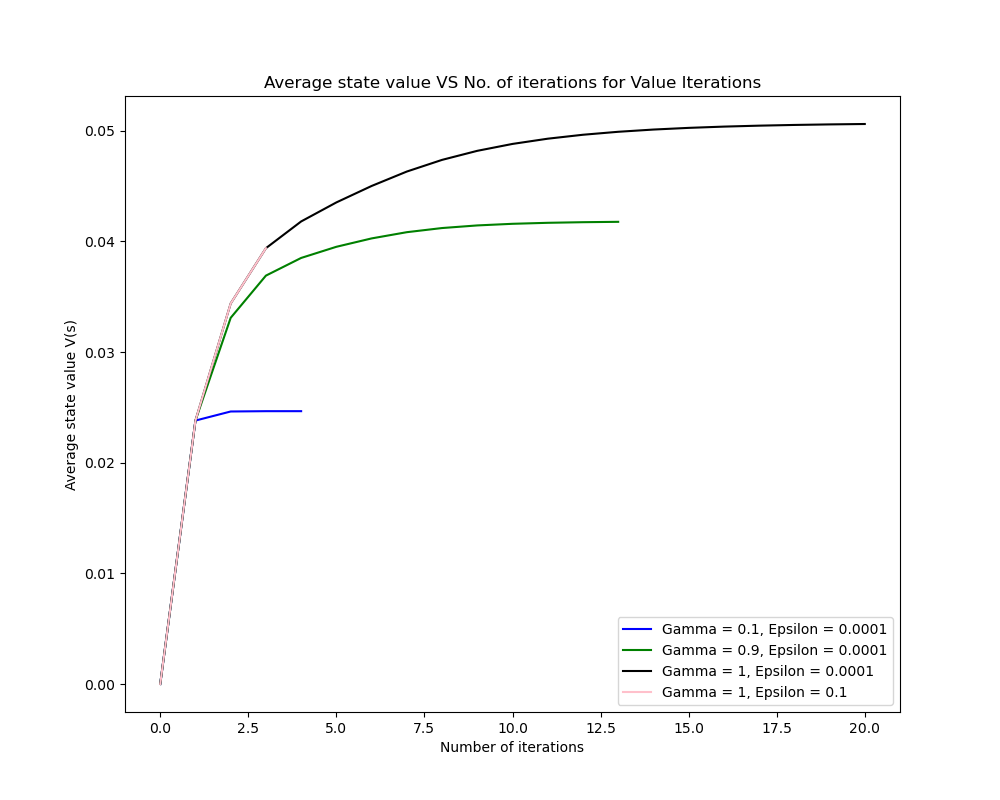 Average state value VS No. of iterations for Value Iterations
Average state value V(s)
0.05
0.04
0.03
0.02
0.01
0.00
Gamma = 0.1, Epsilon = 0.0001
Gamma = 0.9, Epsilon = 0.0001
Gamma = 1, Epsilon = 0.0001
Gamma = 1, Epsilon = 0.1
0.0 2.5 5.0 7.5 10.0 12.5 15.0 17.5 20.0
Number of iterations